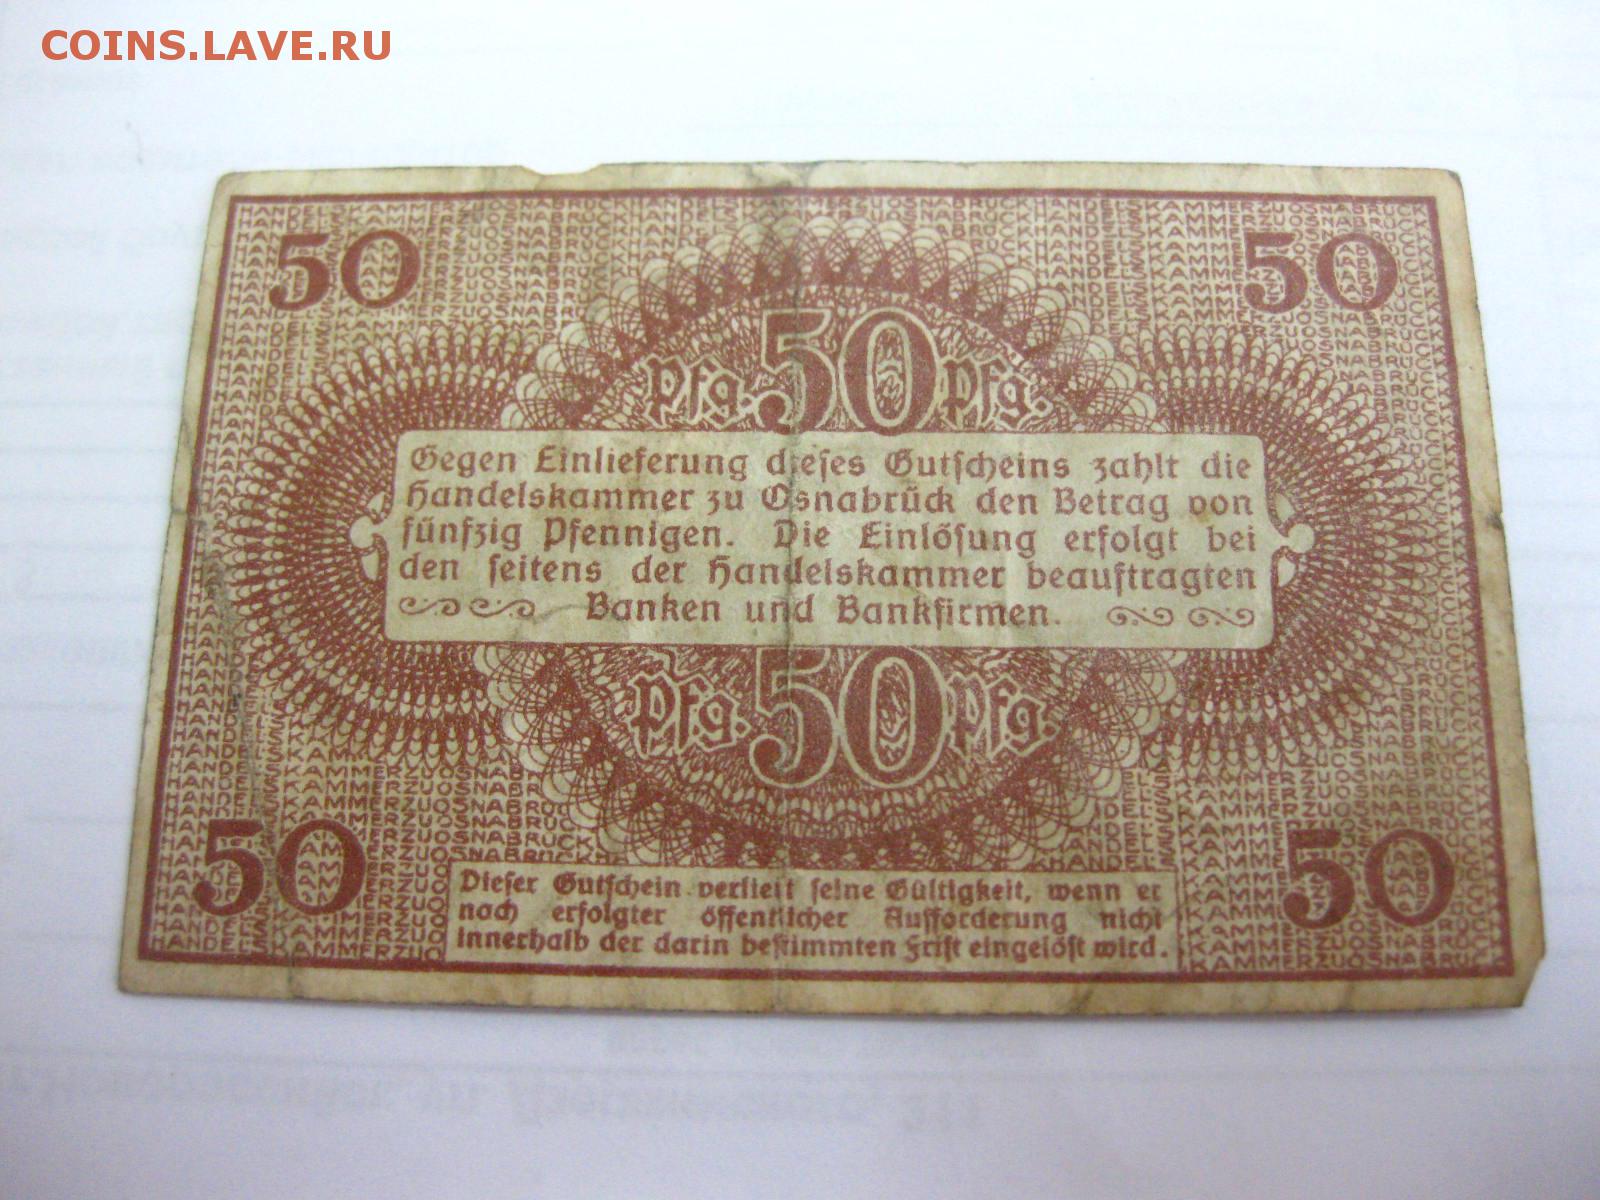 COINS.LAVE.RU
50 50
Pfg. 50 Pfg.
Gegen Einlieferung dieses Gutscheins zahlt die
Handelskammer zu Osnabrück den Betrag von
fünfzig Pfennigen. Die Einlösung erfolgt bei
den seitens der Handelskammer beauftragten
Banken und Bankfirmen.
Pfg. 50 Pfg.
50 50
Dieser Gutschein verliert seine Gültigkeit, wenn er
nach erfolgter öffentlicher Aufforderung nicht
innerhalb der darin bestimmten Frist eingelöst wird.